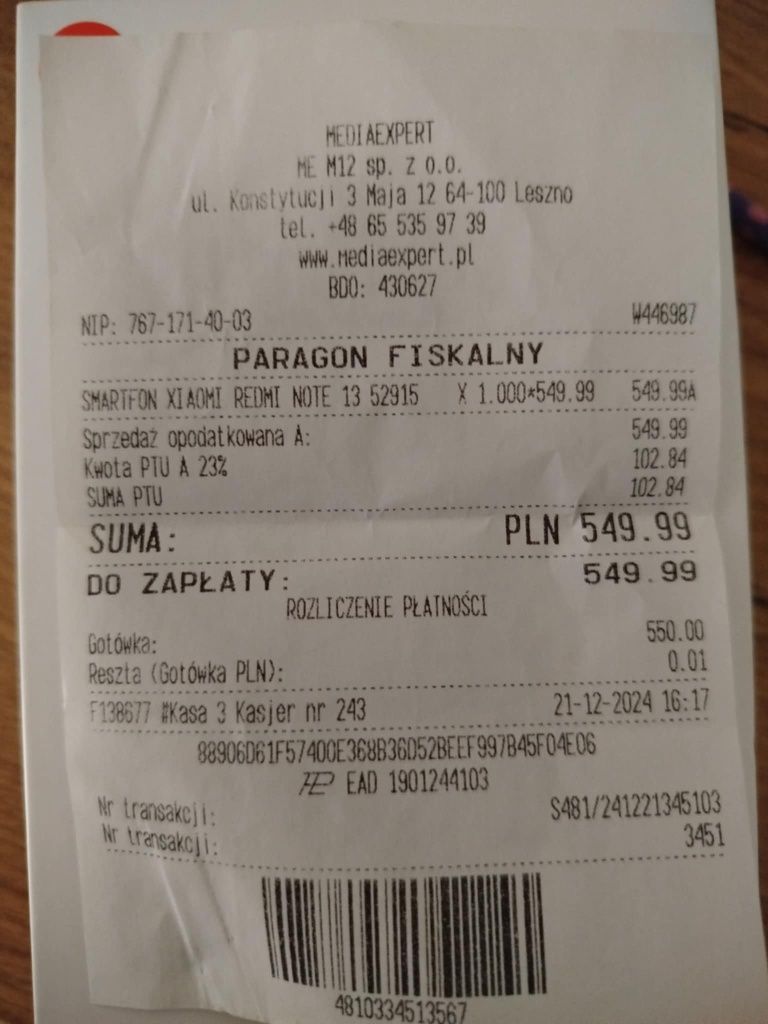 MEDIAEXPERT
ME M12 sp. z o.o.
ul. Konstytucji 3 Maja 12 64-100 Leszno
tel. +48 65 535 97 39
www.mediaexpert.pl
BDO: 430627
NIP: 767-171-40-03 W446987
PARAGON FISKALNY
SMARTFON XIAOMI REDMI NOTE 13 52915 X 1.000*549.99 549.99A
Sprzedaż opodatkowana A: 549.99
Kwota PTU A 23% 102.84
SUMA PTU 102.84
SUMA: PLN 549.99
DO ZAPŁATY: 549.99
ROZLICZENIE PŁATNOŚCI
Gotówka: 550.00
Reszta (Gotówka PLN): 0.01
F138677 #Kasa 3 Kasjer nr 243 21-12-2024 16:17
88906D61F57400E368B36D52BEEF997B45F04E06
EAD 1901244103
Nr transakcji: S481/241221345103
Nr transakcji: 3451
4810334513567